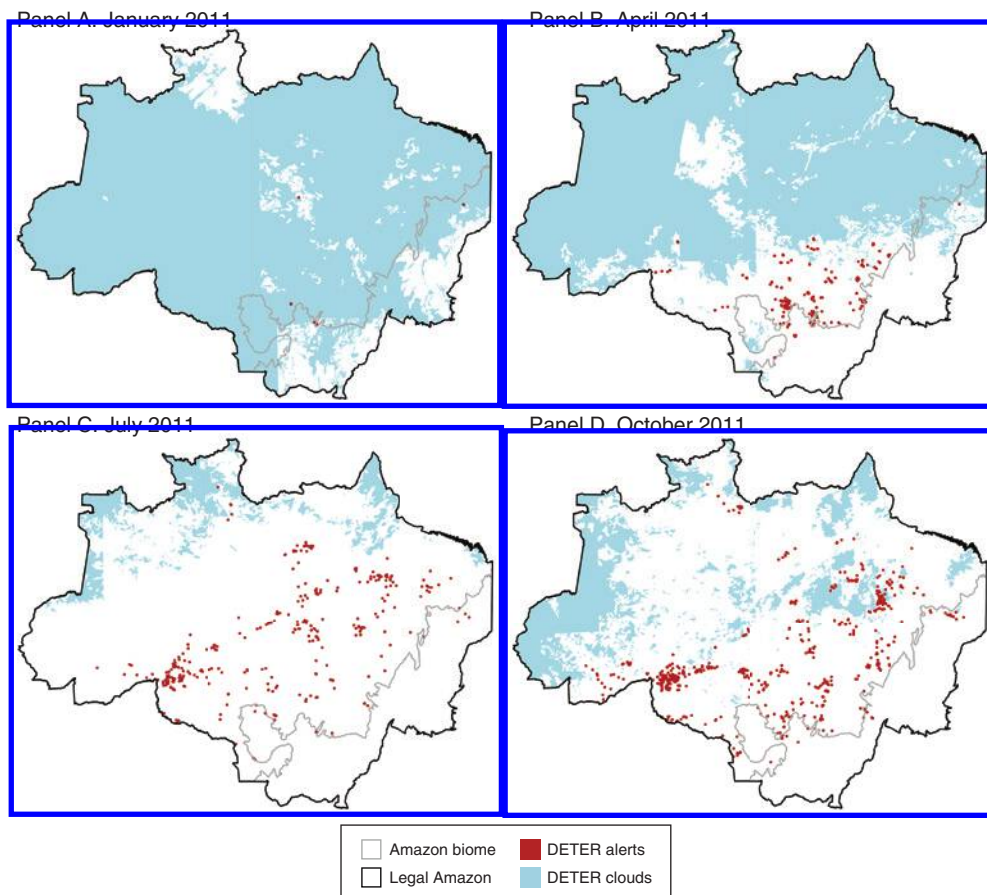 Panel A. January 2011
Panel B. April 2011
Panel C. July 2011
Panel D. October 2011
Amazon biome
DETER alerts
Legal Amazon
DETER clouds